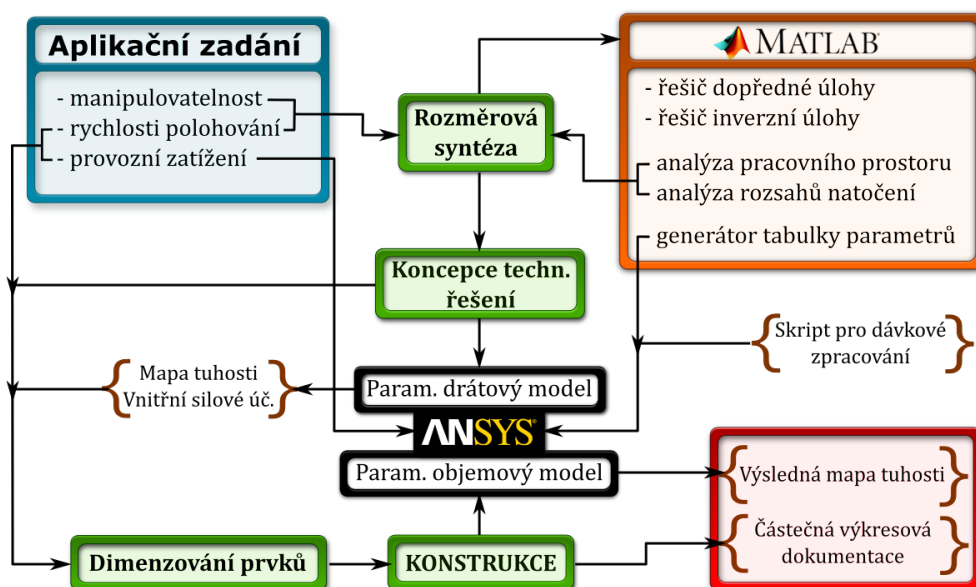 Aplikační zadání
- manipulovatelnost
- rychlosti polohování
- provozní zatížení
Rozměrová
syntéza
MATLAB®
- řešič dopředné úlohy
- řešič inverzní úlohy
analýza pracovního prostoru
analýza rozsahů natočení
generátor tabulky parametrů
Koncepce techn.
řešení
Skript pro dávkové
zpracování
Mapa tuhosti
Vnitřní silové úč.
Param. drátový model
ANSYS®
Param. objemový model
Výsledná mapa tuhosti
Částečná výkresová
dokumentace
Dimenzování prvků
KONSTRUKCE